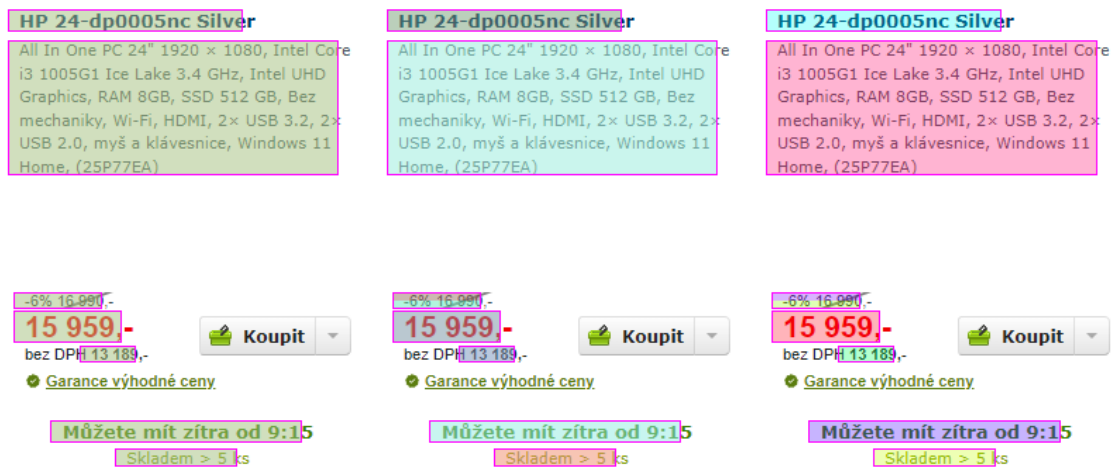 HP 24-dp0005nc Silver
All In One PC 24" 1920 × 1080, Intel Core
i3 1005G1 Ice Lake 3.4 GHz, Intel UHD
Graphics, RAM 8GB, SSD 512 GB, Bez
mechaniky, Wi-Fi, HDMI, 2× USB 3.2, 2×
USB 2.0, myš a klávesnice, Windows 11
Home, (25P77EA)
-6% 16 990,-
15 959,-
Koupit
bez DPH 13 189,-
Garance výhodné ceny
Můžete mít zítra od 9:15
Skladem > 5 ks
HP 24-dp0005nc Silver
All In One PC 24" 1920 × 1080, Intel Core
i3 1005G1 Ice Lake 3.4 GHz, Intel UHD
Graphics, RAM 8GB, SSD 512 GB, Bez
mechaniky, Wi-Fi, HDMI, 2× USB 3.2, 2×
USB 2.0, myš a klávesnice, Windows 11
Home, (25P77EA)
-6% 16 990,-
15 959,-
Koupit
bez DPH 13 189,-
Garance výhodné ceny
Můžete mít zítra od 9:15
Skladem > 5 ks
HP 24-dp0005nc Silver
All In One PC 24" 1920 × 1080, Intel Core
i3 1005G1 Ice Lake 3.4 GHz, Intel UHD
Graphics, RAM 8GB, SSD 512 GB, Bez
mechaniky, Wi-Fi, HDMI, 2× USB 3.2, 2×
USB 2.0, myš a klávesnice, Windows 11
Home, (25P77EA)
-6% 16 990,-
15 959,-
Koupit
bez DPH 13 189,-
Garance výhodné ceny
Můžete mít zítra od 9:15
Skladem > 5 ks